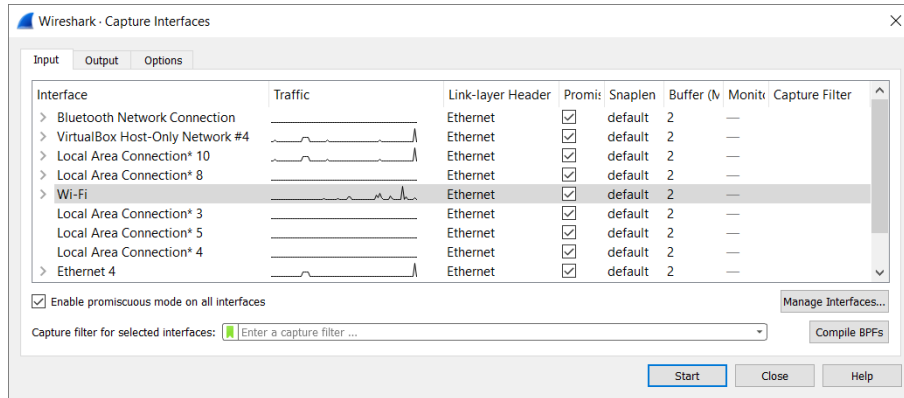 Wireshark · Capture Interfaces
Input Output Options
Interface Traffic Link-layer Header Promis Snaplen Buffer (M Monito Capture Filter
Bluetooth Network Connection Ethernet default 2 —
VirtualBox Host-Only Network #4 Ethernet default 2 —
Local Area Connection* 10 Ethernet default 2 —
Local Area Connection* 8 Ethernet default 2 —
Wi-Fi Ethernet default 2 —
Local Area Connection* 3 Ethernet default 2 —
Local Area Connection* 5 Ethernet default 2 —
Local Area Connection* 4 Ethernet default 2 —
Ethernet 4 Ethernet default 2 —
Enable promiscuous mode on all interfaces Manage Interfaces...
Capture filter for selected interfaces: Enter a capture filter ... Compile BPFs
Start Close Help